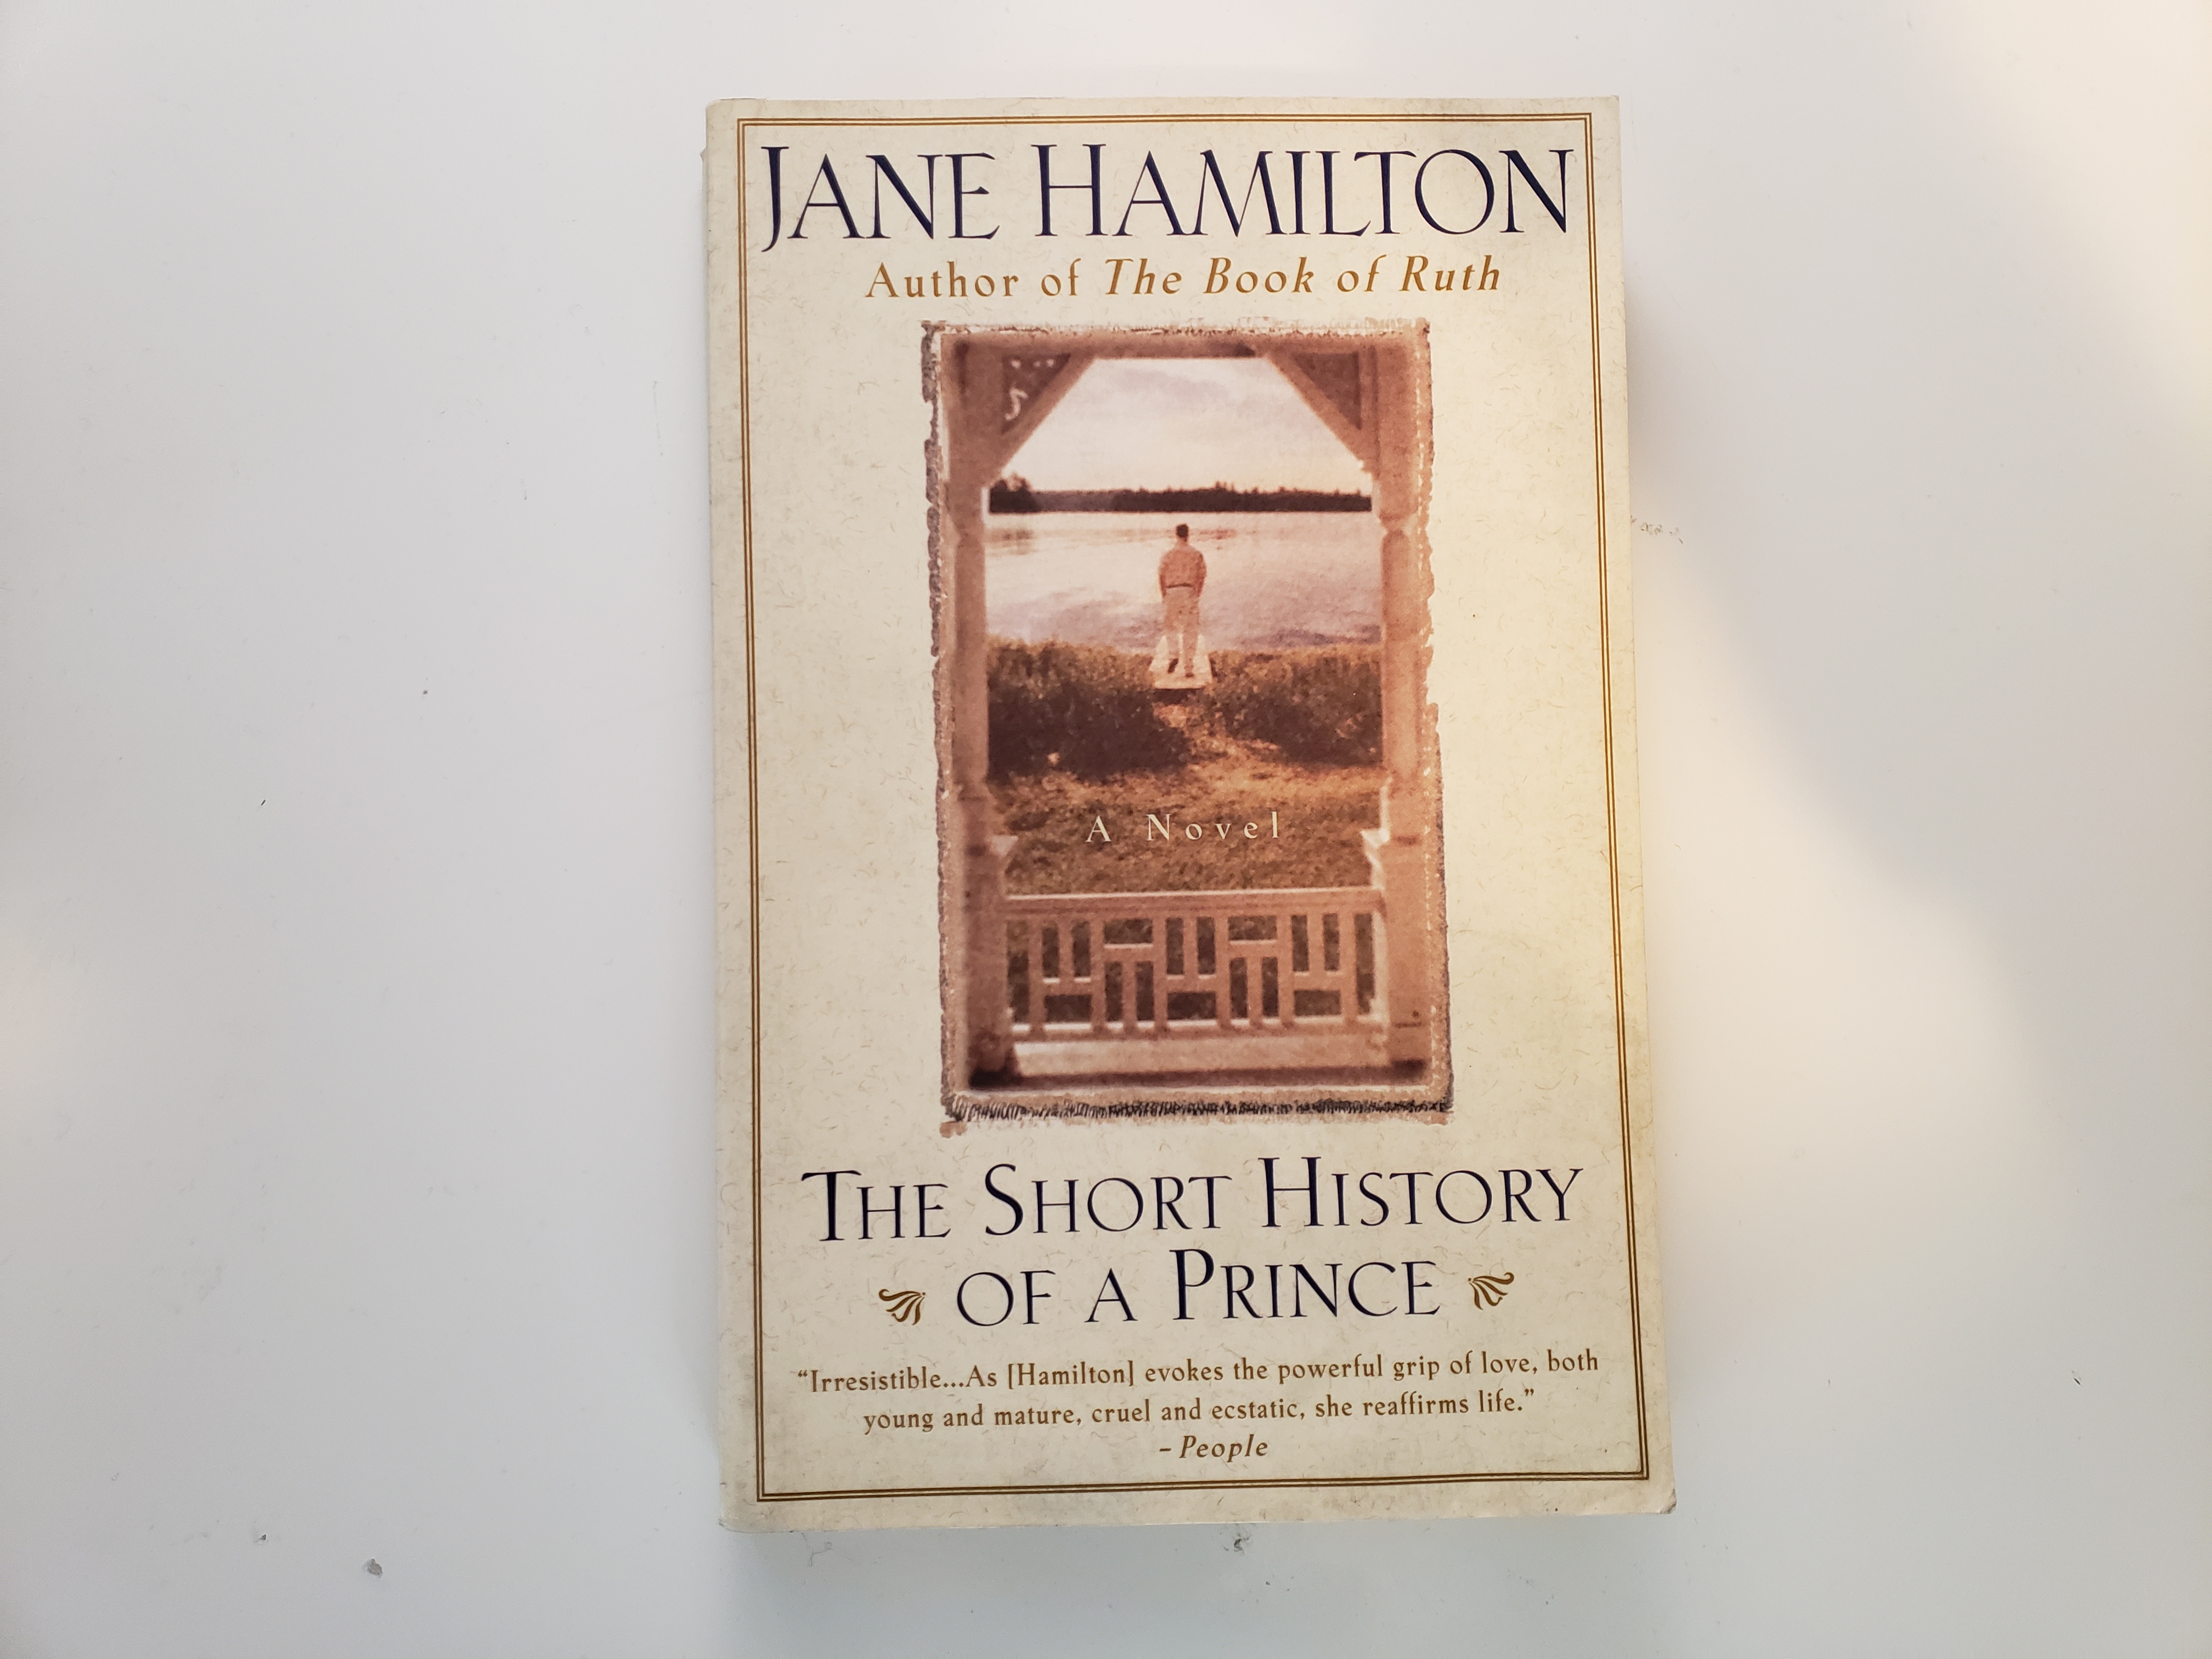 JANE HAMILTON
Author of The Book of Ruth
A Novel
THE SHORT HISTORY
OF A PRINCE
“Irresistible...As [Hamilton] evokes the powerful grip of love, both
young and mature, cruel and ecstatic, she reaffirms life.”
– People